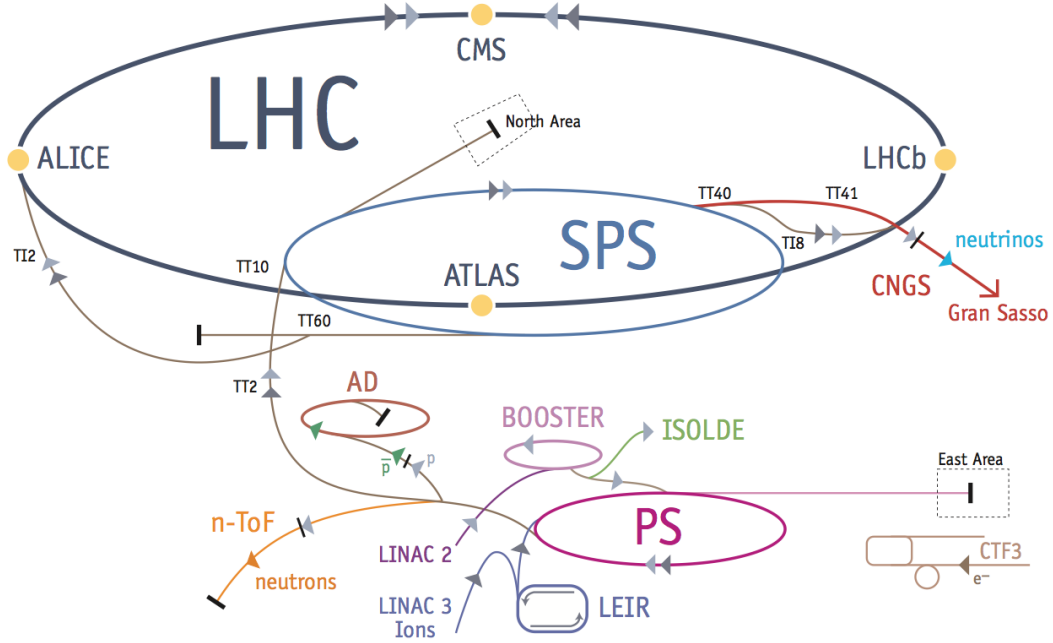 CMS
LHC
North Area
ALICE
LHCb
TT40
TT41
SPS
TI8
neutrinos
TI2
TT10
ATLAS
CNGS
Gran Sasso
TT60
TT2
AD
BOOSTER
ISOLDE
p̅
p
East Area
n-ToF
PS
LINAC 2
neutrons
CTF3
e−
LINAC 3
Ions
LEIR